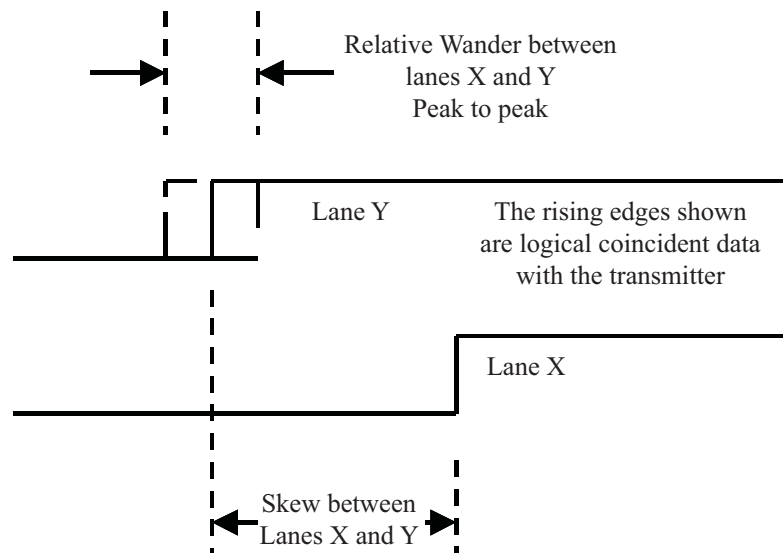 Relative Wander between
lanes X and Y
Peak to peak
Lane Y
The rising edges shown
are logical coincident data
with the transmitter
Lane X
Skew between
Lanes X and Y